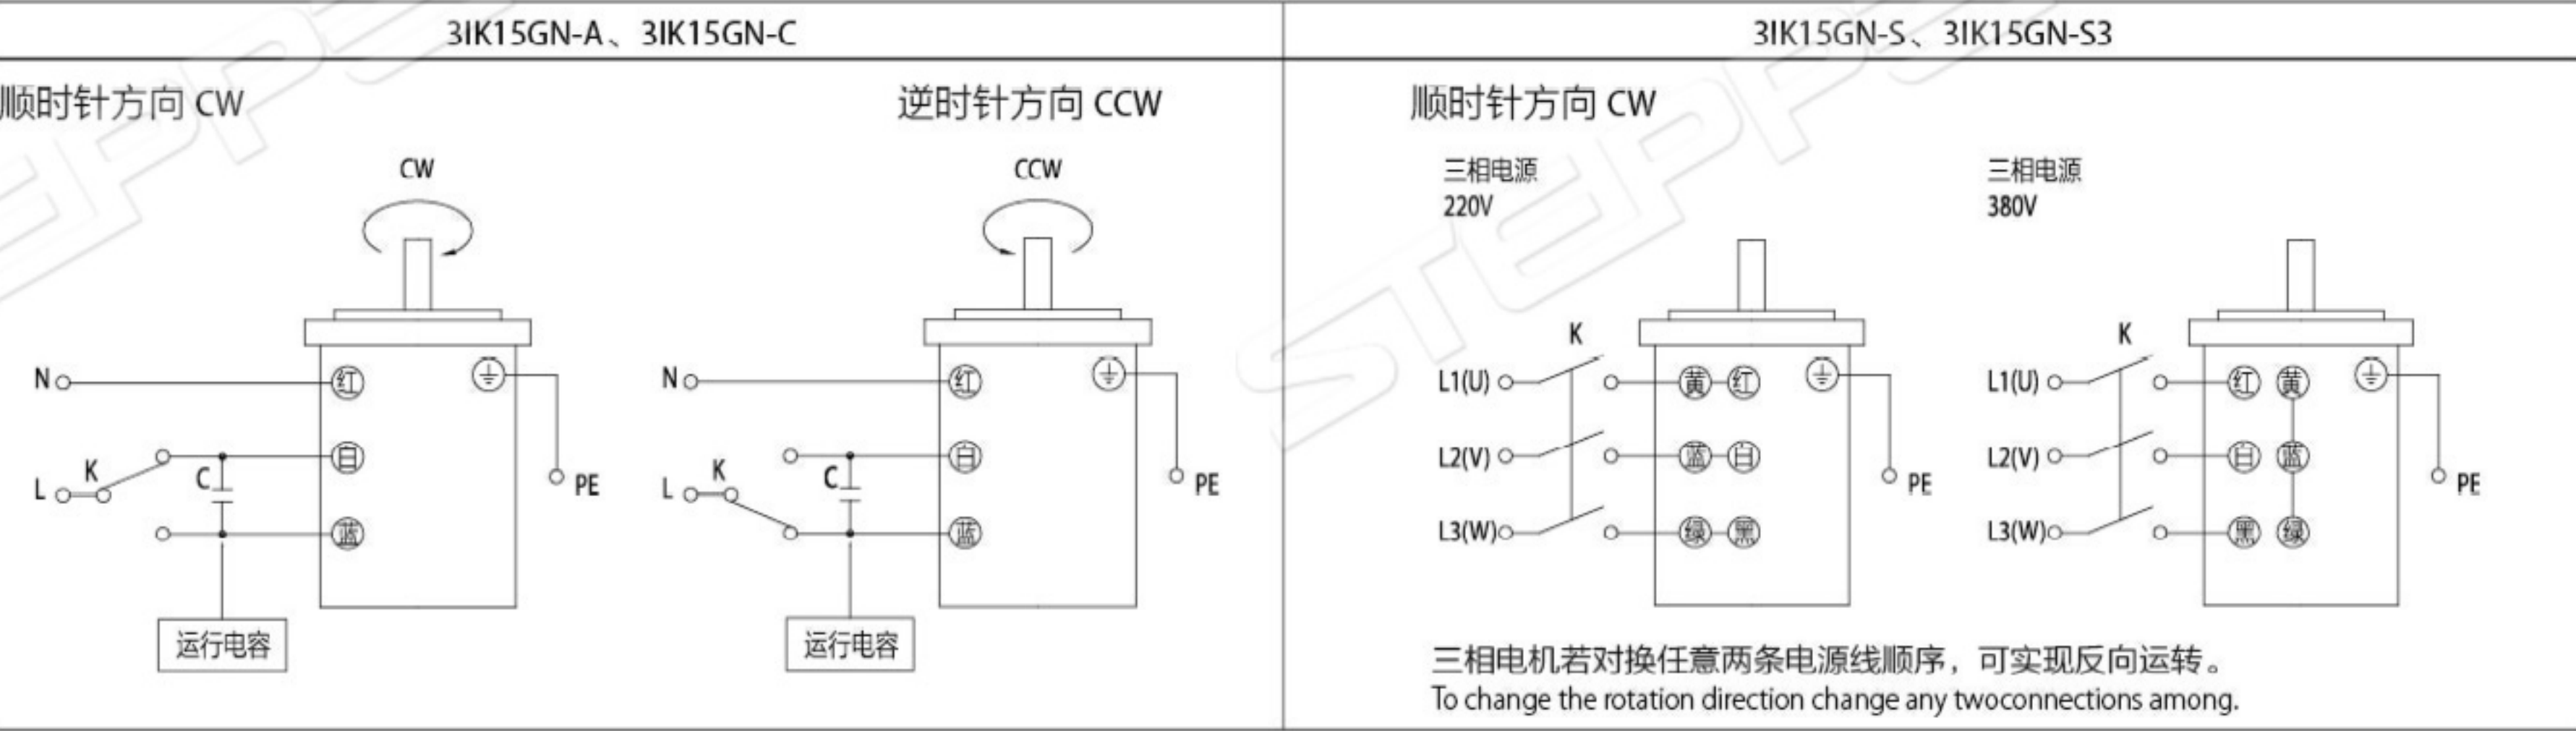 3IK15GN-A、3IK15GN-C
3IK15GN-S、3IK15GN-S3
顺时针方向 CW
逆时针方向 CCW
CW
CCW
N
红
白
蓝
L
K
C
PE
运行电容
N
红
白
蓝
L
K
C
PE
运行电容
顺时针方向 CW
三相电源
220V
三相电源
380V
K
L1(U)
黄 红
L2(V)
蓝 白
L3(W)
绿 黑
PE
K
L1(U)
红 黄
L2(V)
白 蓝
L3(W)
黑 绿
PE
三相电机若对换任意两条电源线顺序，可实现反向运转。
To change the rotation direction change any twoconnections among.